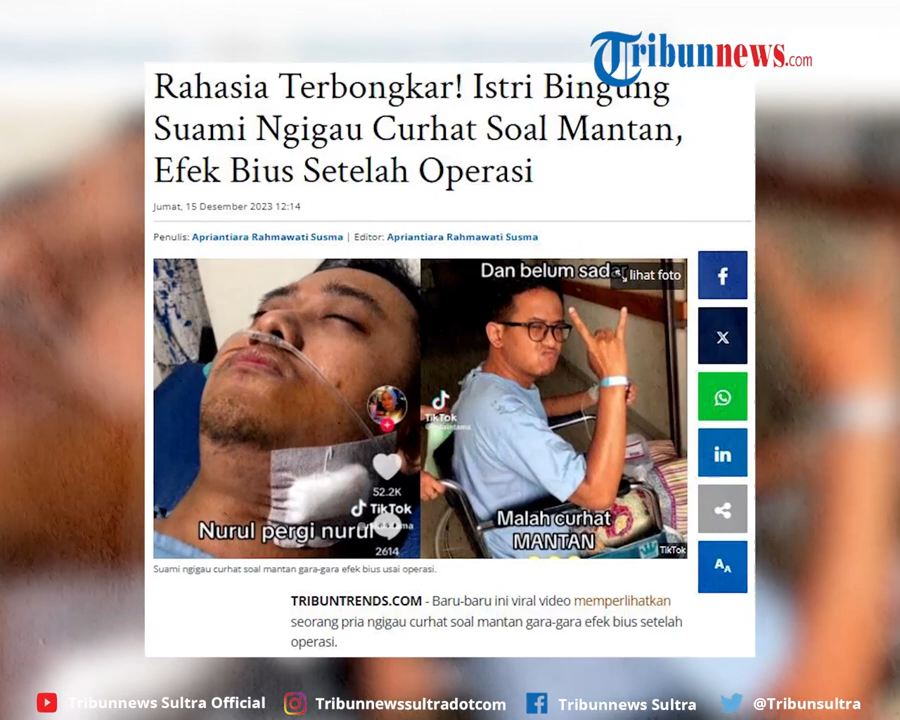 Tribunnews.com
Rahasia Terbongkar! Istri Bingung
Suami Ngigau Curhat Soal Mantan,
Efek Bius Setelah Operasi
Jumat, 15 Desember 2023 12:14
Penulis: Apriantiara Rahmawati Susma | Editor: Apriantiara Rahmawati Susma
Dan belum sadar
lihat foto
TikTok
52.2K
TikTok
Nurul pergi nurul
2614
Malah curhat
MANTAN
TikTok
Suami ngigau curhat soal mantan gara-gara efek bius usai operasi.
TRIBUNTRENDS.COM - Baru-baru ini viral video memperlihatkan
seorang pria ngigau curhat soal mantan gara-gara efek bius setelah
operasi.
Tribunnews Sultra Official Tribunnewssultradotcom Tribunnews Sultra @Tribunsultra